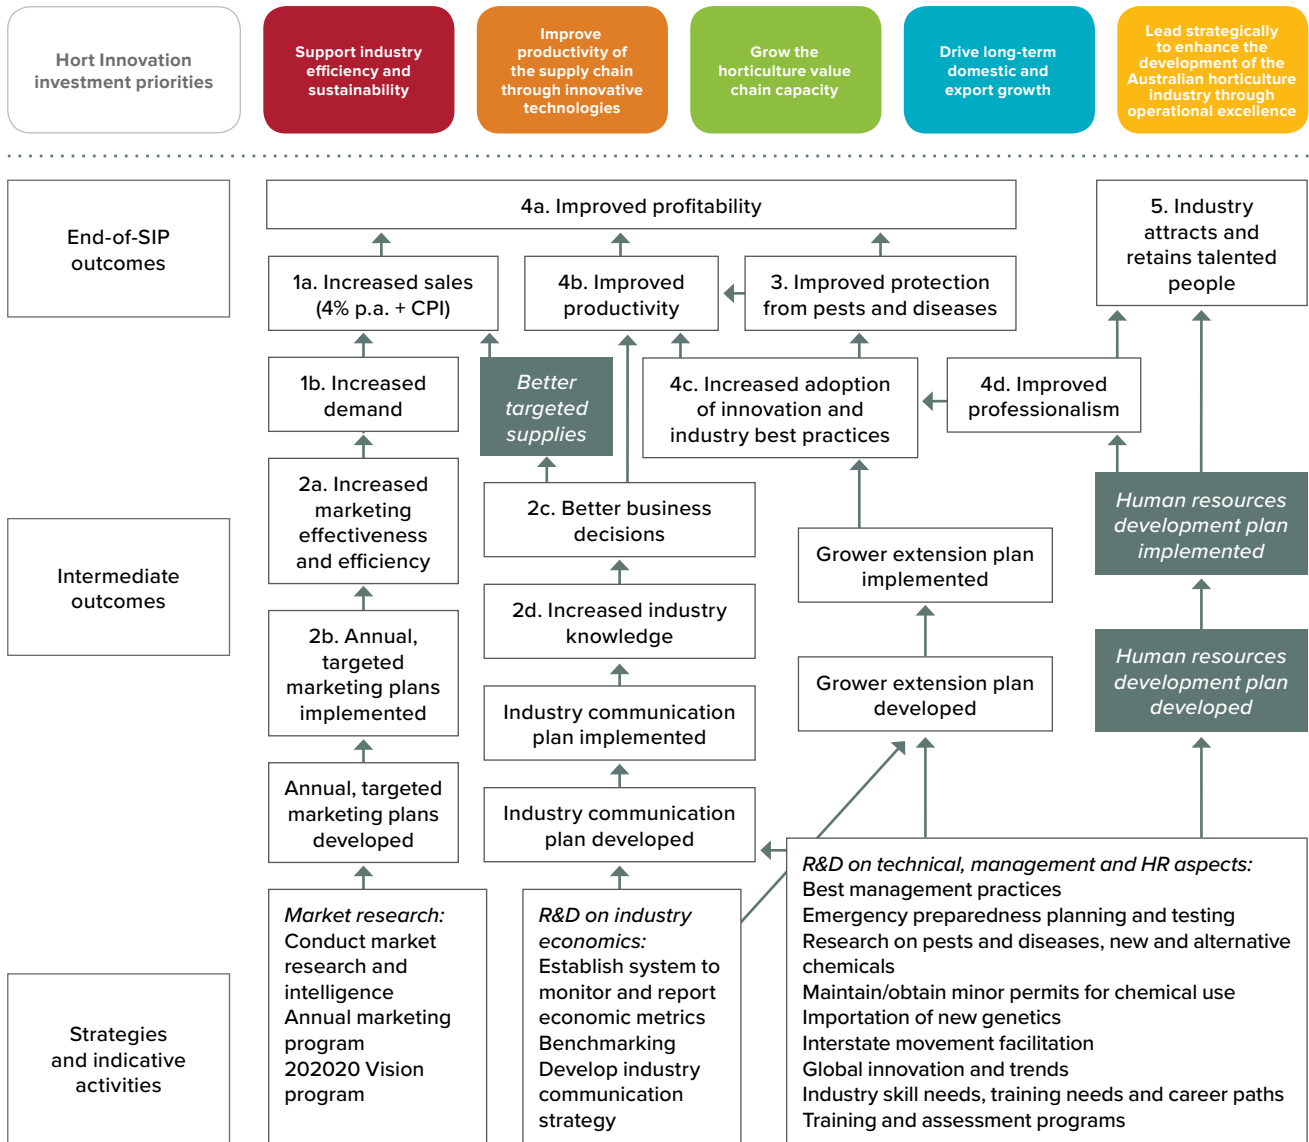 Hort Innovation
investment priorities
Support industry
efficiency and
sustainability
Improve
productivity of
the supply chain
through innovative
technologies
Grow the
horticulture value
chain capacity
Drive long-term
domestic and
export growth
Lead strategically
to enhance the
development of the
Australian horticulture
industry through
operational excellence
End-of-SIP
outcomes
4a. Improved profitability
5. Industry
attracts and
retains talented
people
1a. Increased sales
(4% p.a. + CPI)
4b. Improved
productivity
3. Improved protection
from pests and diseases
1b. Increased
demand
Better
targeted
supplies
4c. Increased adoption
of innovation and
industry best practices
4d. Improved
professionalism
Intermediate
outcomes
2a. Increased
marketing
effectiveness
and efficiency
2c. Better business
decisions
Grower extension plan
implemented
Human resources
development plan
implemented
2b. Annual,
targeted
marketing plans
implemented
2d. Increased industry
knowledge
Grower extension plan
developed
Human resources
development plan
developed
Industry communication
plan implemented
Annual, targeted
marketing plans
developed
Industry communication
plan developed
Strategies
and indicative
activities
Market research:
Conduct market
research and
intelligence
Annual marketing
program
202020 Vision
program
R&D on industry
economics:
Establish system to
monitor and report
economic metrics
Benchmarking
Develop industry
communication
strategy
R&D on technical, management and HR aspects:
Best management practices
Emergency preparedness planning and testing
Research on pests and diseases, new and alternative
chemicals
Maintain/obtain minor permits for chemical use
Importation of new genetics
Interstate movement facilitation
Global innovation and trends
Industry skill needs, training needs and career paths
Training and assessment programs